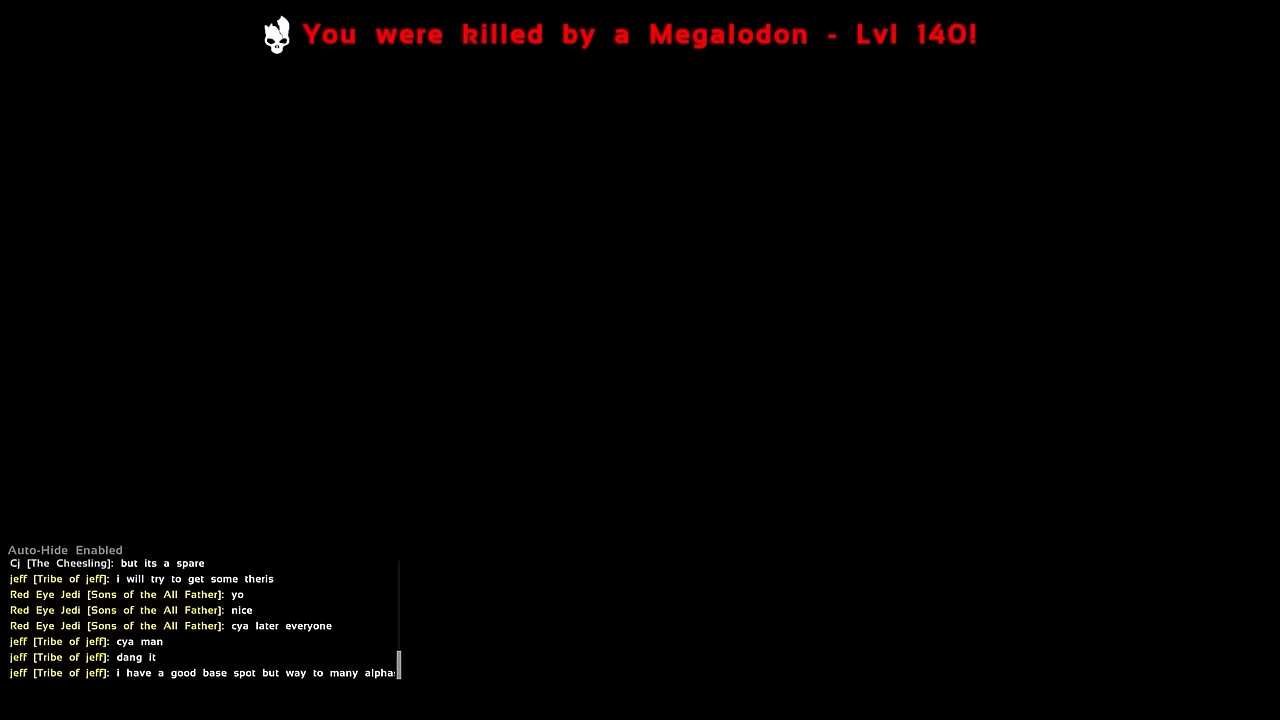 You were killed by a Megalodon - Lvl 140!
Auto-Hide Enabled
Cj [The Cheesling]: but its a spare
jeff [Tribe of jeff]: i will try to get some theris
Red Eye Jedi [Sons of the All Father]: yo
Red Eye Jedi [Sons of the All Father]: nice
Red Eye Jedi [Sons of the All Father]: cya later everyone
jeff [Tribe of jeff]: cya man
jeff [Tribe of jeff]: dang it
jeff [Tribe of jeff]: i have a good base spot but way to many alphas